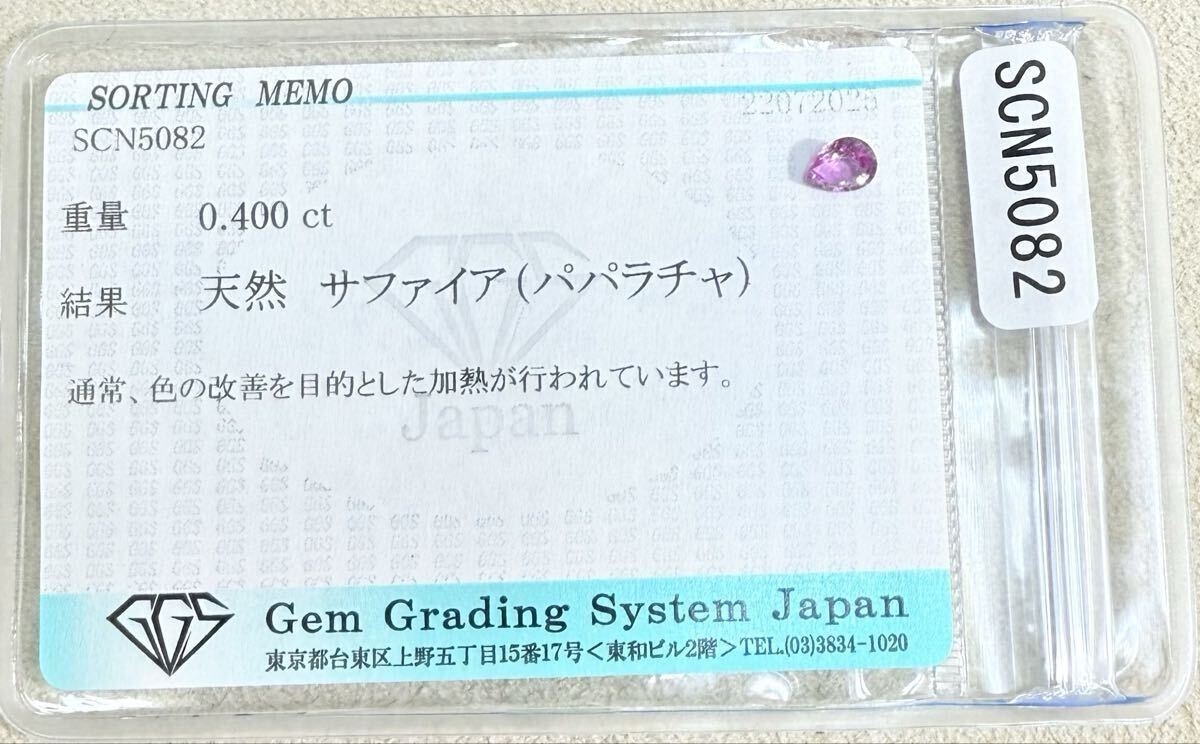 SORTING MEMO
22072025
SCN5082
重量 0.400 ct
結果 天然 サファイア(パパラチャ)
通常、色の改善を目的とした加熱が行われています。
Japan
GGS
Gem Grading System Japan
東京都台東区上野五丁目15番17号<東和ビル2階>TEL.(03)3834-1020
SCN5082